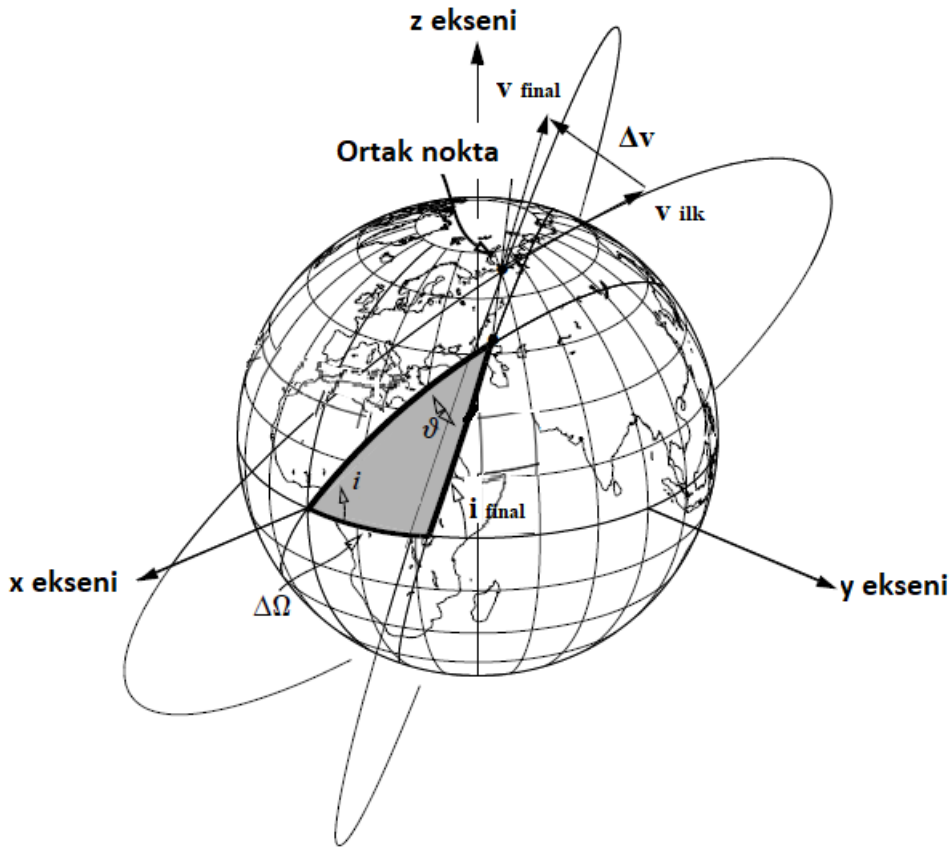 z ekseni
v final
Δv
Ortak nokta
v ilk
ϑ
i
i final
x ekseni
y ekseni
ΔΩ